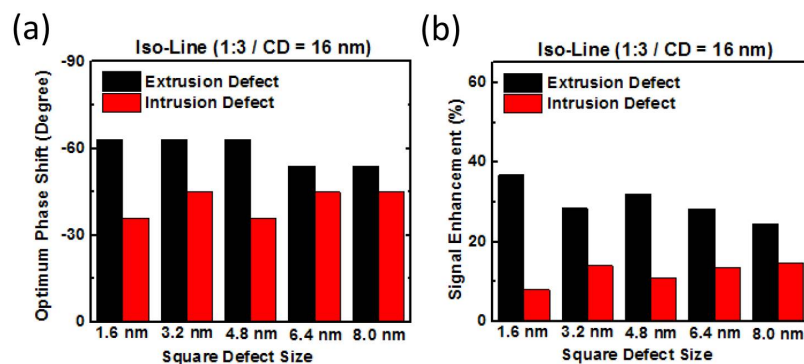 (a)
Iso-Line (1:3 / CD = 16 nm)
Extrusion Defect
Intrusion Defect
Optimum Phase Shift (Degree)
-90
-60
-30
0
1.6 nm 3.2 nm 4.8 nm 6.4 nm 8.0 nm
Square Defect Size
(b)
Iso-Line (1:3 / CD = 16 nm)
Extrusion Defect
Intrusion Defect
Signal Enhancement (%)
60
40
20
0
1.6 nm 3.2 nm 4.8 nm 6.4 nm 8.0 nm
Square Defect Size